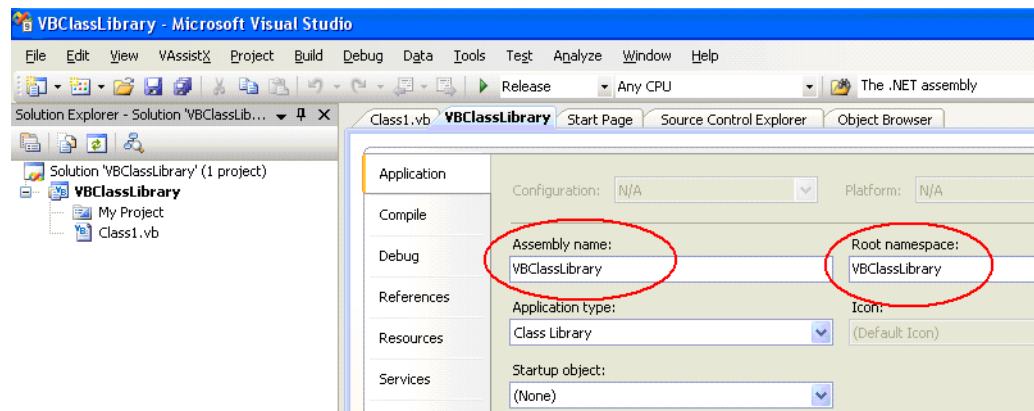 VBClassLibrary - Microsoft Visual Studio
File Edit View VAssistX Project Build Debug Data Tools Test Analyze Window Help
Release Any CPU The .NET assembly
Solution Explorer - Solution 'VBClassLib...
Class1.vb VBClassLibrary Start Page Source Control Explorer Object Browser
Solution 'VBClassLibrary' (1 project)
VBClassLibrary
My Project
Class1.vb
Application
Compile
Debug
References
Resources
Services
Configuration: N/A Platform: N/A
Assembly name: Root namespace:
VBClassLibrary VBClassLibrary
Application type: Icon:
Class Library (Default Icon)
Startup object:
(None)